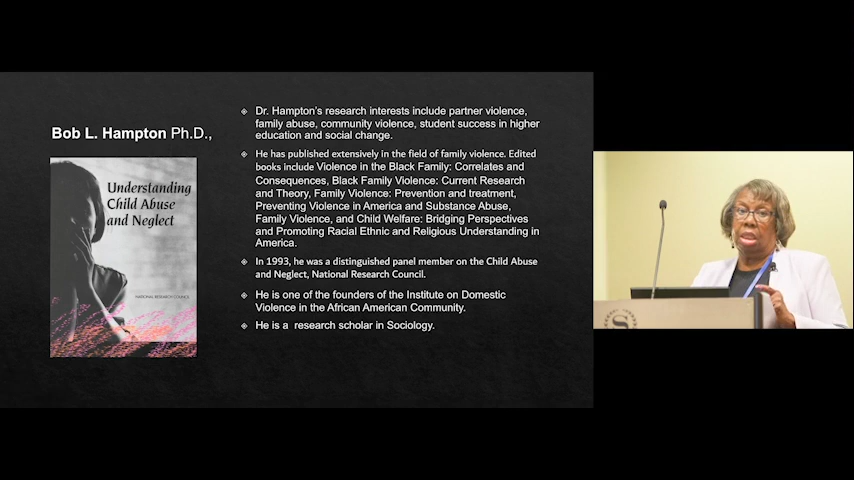 Bob L. Hampton Ph.D.,
Understanding
Child Abuse
and Neglect
NATIONAL RESEARCH COUNCIL
Dr. Hampton's research interests include partner violence,
family abuse, community violence, student success in higher
education and social change.
He has published extensively in the field of family violence. Edited
books include Violence in the Black Family: Correlates and
Consequences, Black Family Violence: Current Research
and Theory, Family Violence: Prevention and treatment,
Preventing Violence in America and Substance Abuse,
Family Violence, and Child Welfare: Bridging Perspectives
and Promoting Racial Ethnic and Religious Understanding in
America.
In 1993, he was a distinguished panel member on the Child Abuse
and Neglect, National Research Council.
He is one of the founders of the Institute on Domestic
Violence in the African American Community.
He is a  research scholar in Sociology.